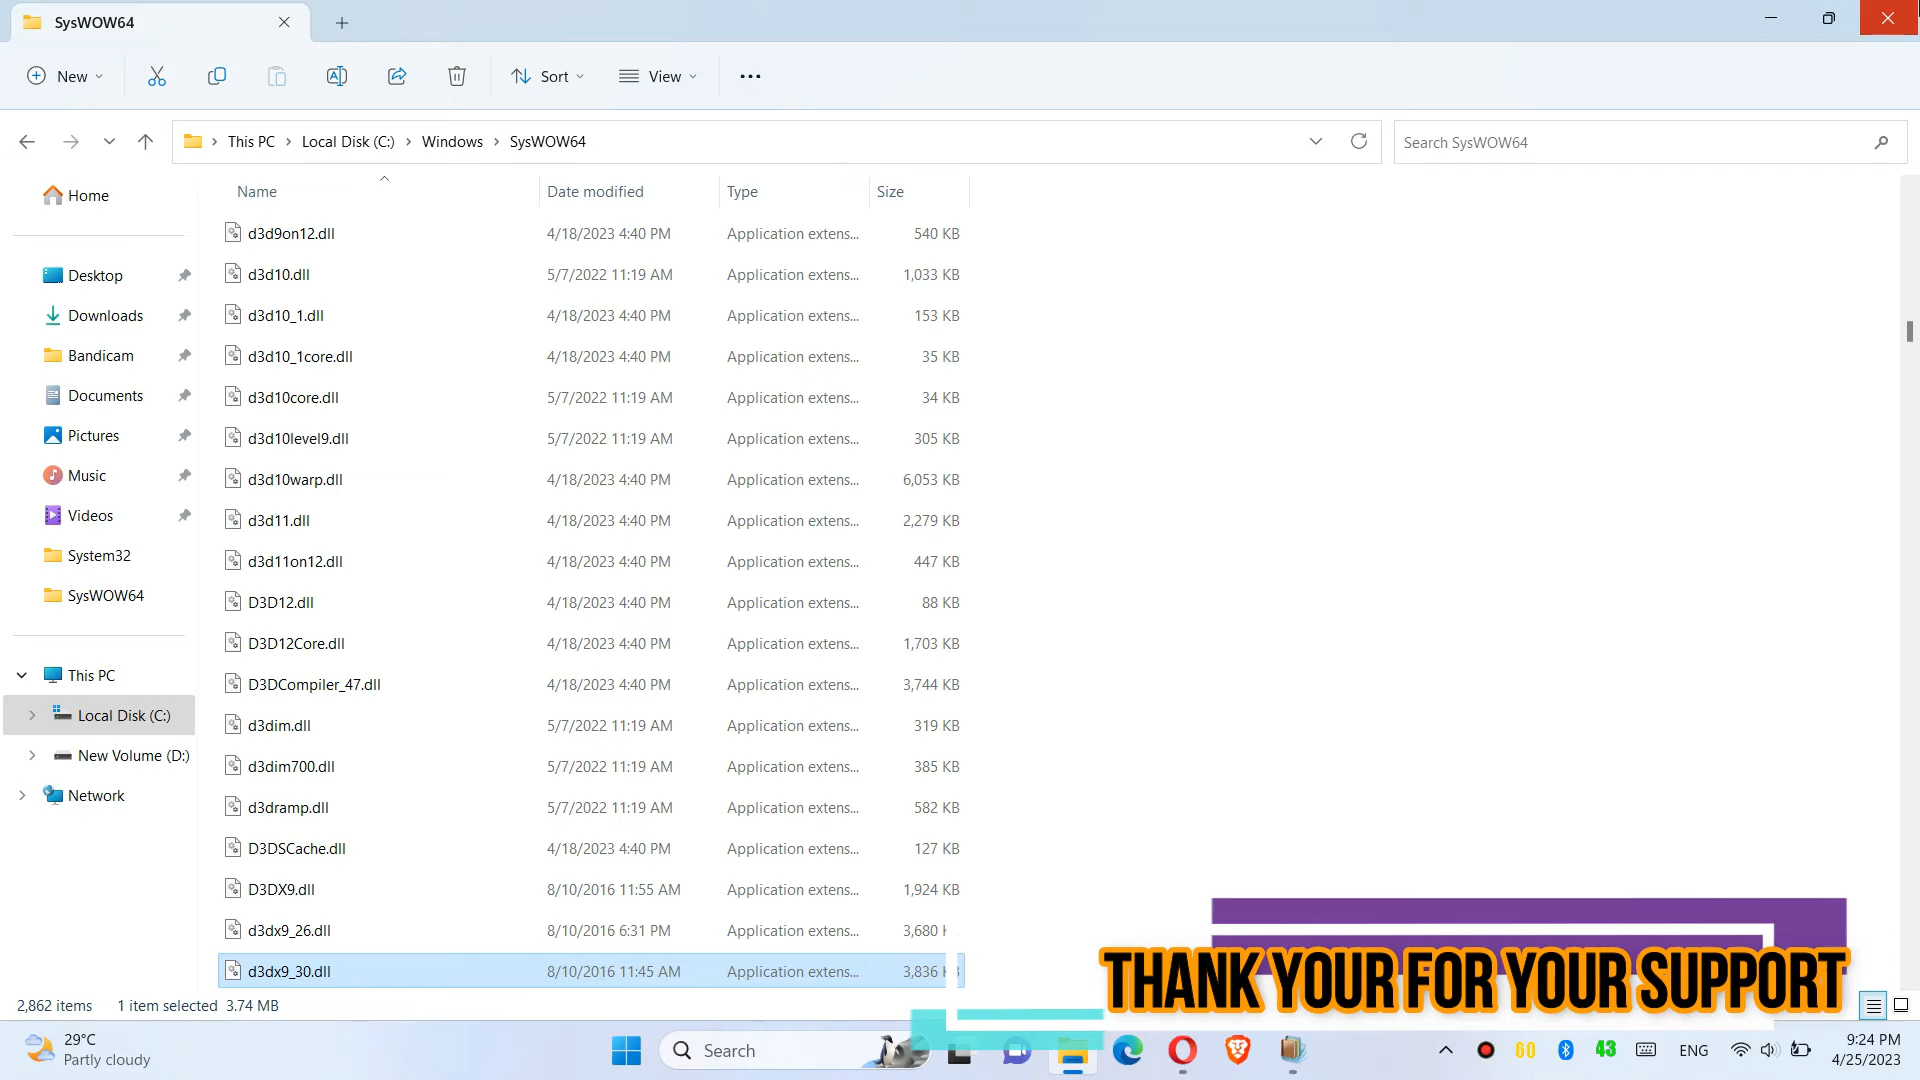 SysWOW64
New
Sort
View
This PC > Local Disk (C:) > Windows > SysWOW64
Search SysWOW64
Home
Desktop
Downloads
Bandicam
Documents
Pictures
Music
Videos
System32
SysWOW64
This PC
Local Disk (C:)
New Volume (D:)
Network
Name Date modified Type Size
d3d9on12.dll 4/18/2023 4:40 PM Application extens... 540 KB
d3d10.dll 5/7/2022 11:19 AM Application extens... 1,033 KB
d3d10_1.dll 4/18/2023 4:40 PM Application extens... 153 KB
d3d10_1core.dll 4/18/2023 4:40 PM Application extens... 35 KB
d3d10core.dll 5/7/2022 11:19 AM Application extens... 34 KB
d3d10level9.dll 5/7/2022 11:19 AM Application extens... 305 KB
d3d10warp.dll 4/18/2023 4:40 PM Application extens... 6,053 KB
d3d11.dll 4/18/2023 4:40 PM Application extens... 2,279 KB
d3d11on12.dll 4/18/2023 4:40 PM Application extens... 447 KB
D3D12.dll 4/18/2023 4:40 PM Application extens... 88 KB
D3D12Core.dll 4/18/2023 4:40 PM Application extens... 1,703 KB
D3DCompiler_47.dll 4/18/2023 4:40 PM Application extens... 3,744 KB
d3dim.dll 5/7/2022 11:19 AM Application extens... 319 KB
d3dim700.dll 5/7/2022 11:19 AM Application extens... 385 KB
d3dramp.dll 5/7/2022 11:19 AM Application extens... 582 KB
D3DSCache.dll 4/18/2023 4:40 PM Application extens... 127 KB
D3DX9.dll 8/10/2016 11:55 AM Application extens... 1,924 KB
d3dx9_26.dll 8/10/2016 6:31 PM Application extens... 3,680
d3dx9_30.dll 8/10/2016 11:45 AM Application extens... 3,836
THANK YOUR FOR YOUR SUPPORT
2,862 items 1 item selected 3.74 MB
29°C
Partly cloudy
Search
60
43
ENG
9:24 PM
4/25/2023